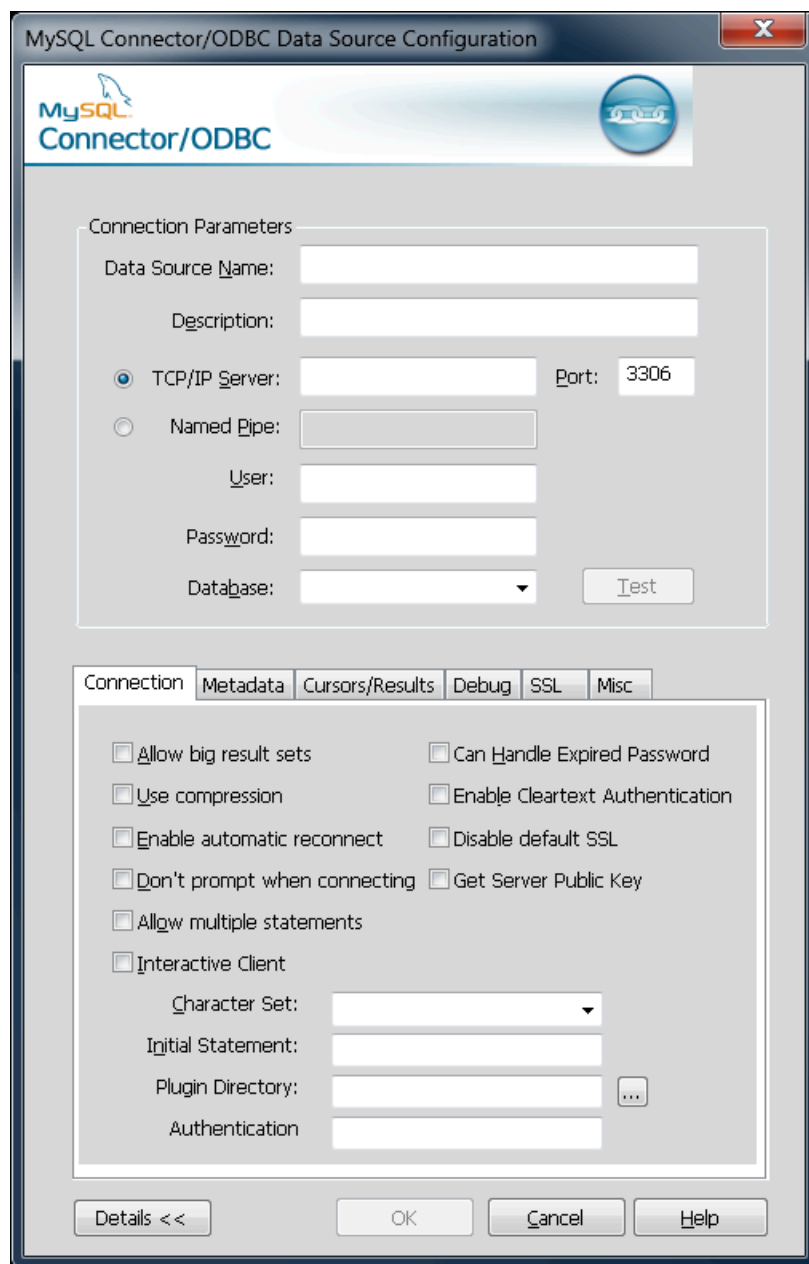 MySQL Connector/ODBC Data Source Configuration
X
MySQL
Connector/ODBC
Connection Parameters
Data Source Name:
Description:
TCP/IP Server: Port: 3306
Named Pipe:
User:
Password:
Database: Test
Connection Metadata Cursors/Results Debug SSL Misc
Allow big result sets Can Handle Expired Password
Use compression Enable Cleartext Authentication
Enable automatic reconnect Disable default SSL
Don't prompt when connecting Get Server Public Key
Allow multiple statements
Interactive Client
Character Set:
Initial Statement:
Plugin Directory: ...
Authentication
Details << OK Cancel Help